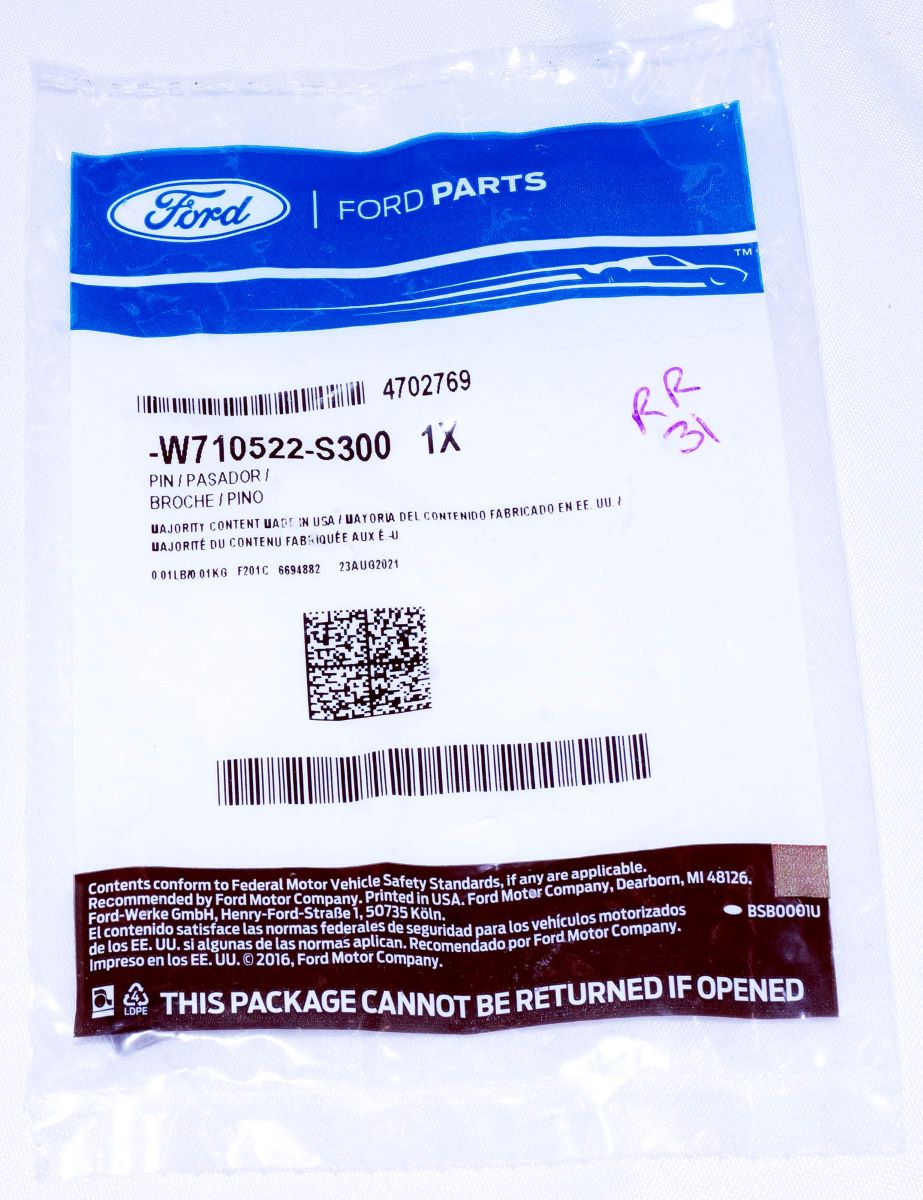 Ford | FORD PARTS
TM
4702769
-W710522-S300 1X
RR
31
PIN / PASADOR /
BROCHE / PINO
MAJORITY CONTENT MADE IN USA / MAYORIA DEL CONTENIDO FABRICADO EN EE. UU. /
MAJORITÉ DU CONTENU FABRIQUÉE AUX É.-U
0.01LB/0.01KG F201C 6694882 23AUG2021
Contents conform to Federal Motor Vehicle Safety Standards, if any are applicable.
Recommended by Ford Motor Company. Printed in USA. Ford Motor Company, Dearborn, MI 48126.
Ford-Werke GmbH, Henry-Ford-Straße 1, 50735 Köln.
El contenido satisface las normas federales de seguridad para los vehículos motorizados
de los EE. UU. si algunas de las normas aplican. Recomendado por Ford Motor Company.
Impreso en los EE. UU. © 2016, Ford Motor Company.
BSB0001U
4
LDPE
THIS PACKAGE CANNOT BE RETURNED IF OPENED